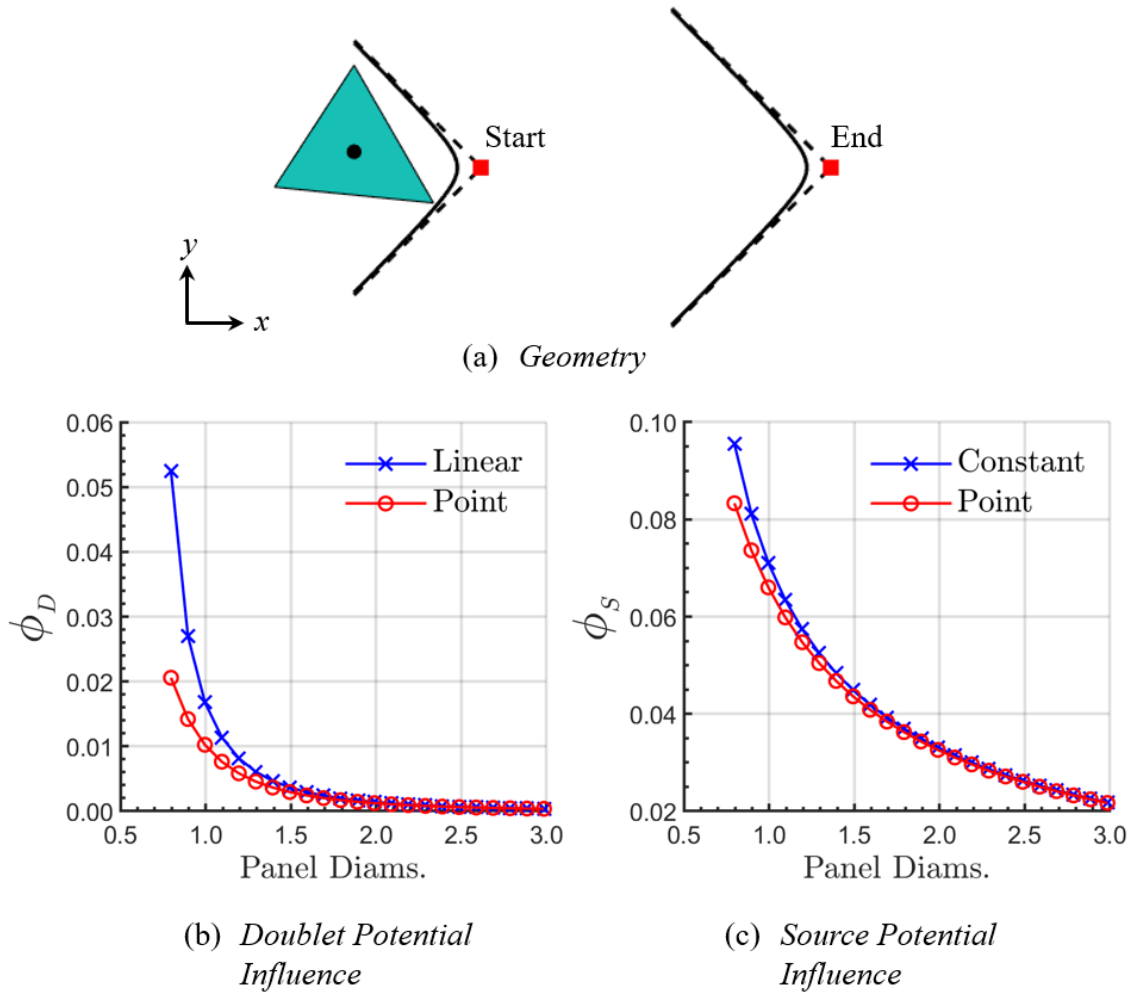 Start
End
y
x
(a) Geometry
0.06
0.05
0.04
0.03
0.02
0.01
0.00
ϕ_D
Linear
Point
0.5 1.0 1.5 2.0 2.5 3.0
Panel Diams.
0.10
0.08
0.06
0.04
0.02
ϕ_S
Constant
Point
0.5 1.0 1.5 2.0 2.5 3.0
Panel Diams.
(b) Doublet Potential
Influence
(c) Source Potential
Influence